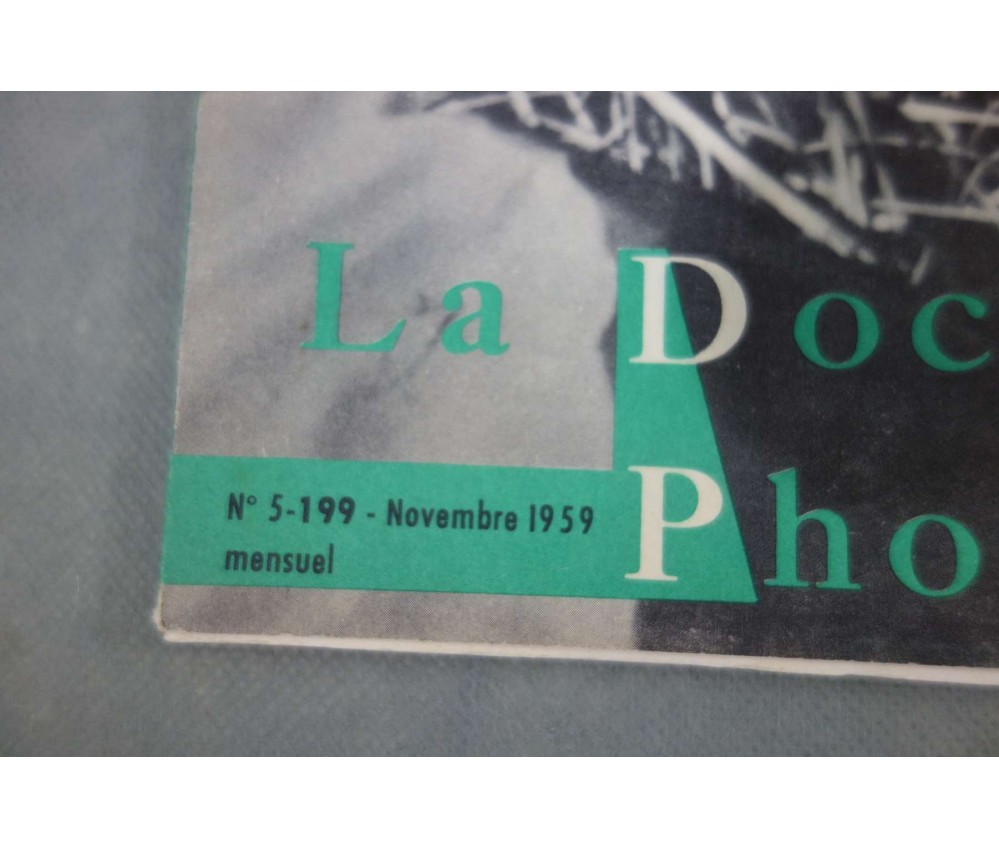 La Doc
Pho
N° 5-199 - Novembre 1959
mensuel